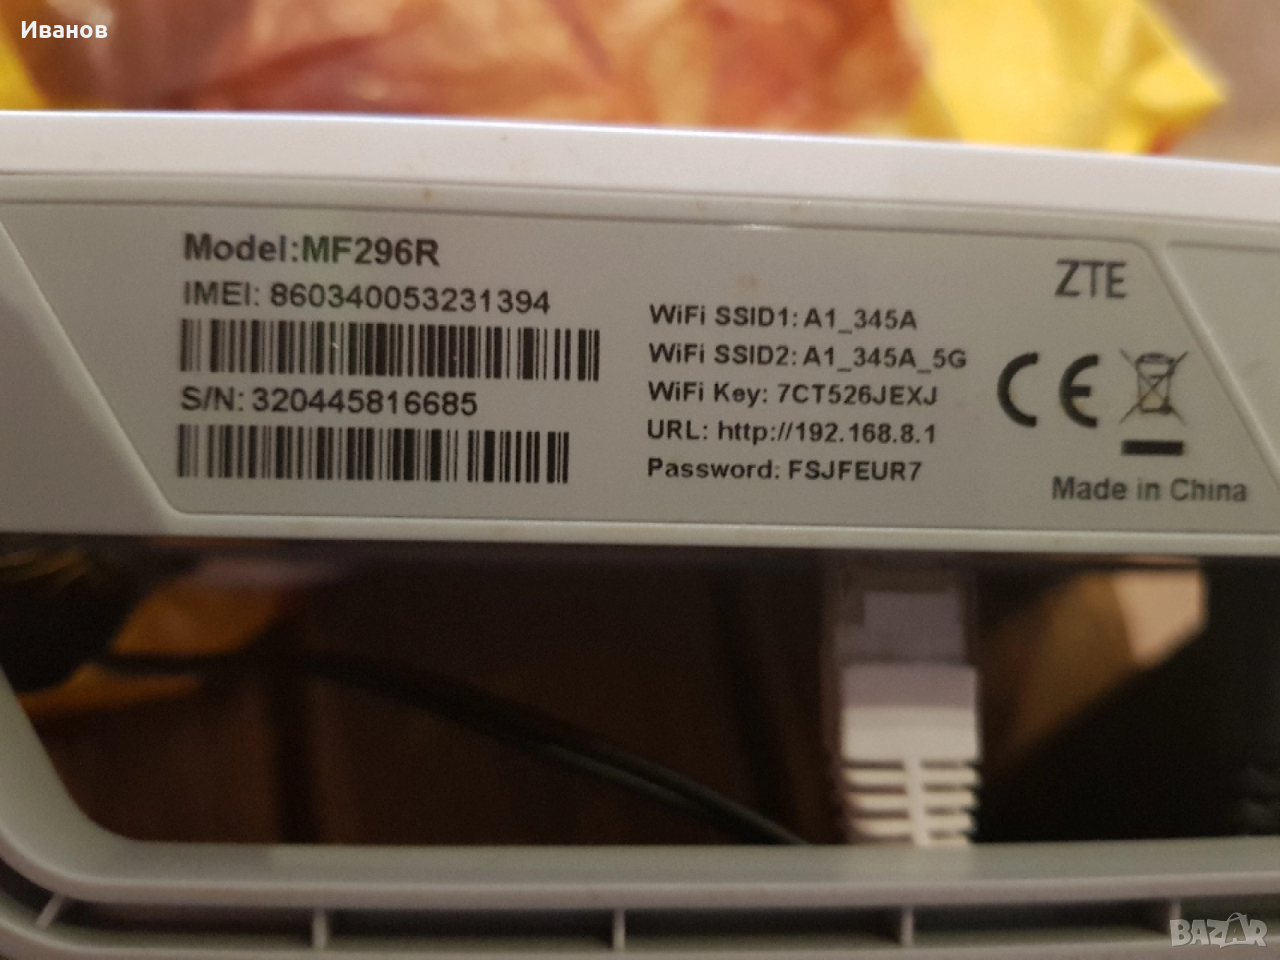 Иванов
Model:MF296R
IMEI: 860340053231394
S/N: 320445816685
WiFi SSID1: A1_345A
WiFi SSID2: A1_345A_5G
WiFi Key: 7CT526JEXJ
URL: http://192.168.8.1
Password: FSJFEUR7
ZTE
CE
Made in China
BAZAR